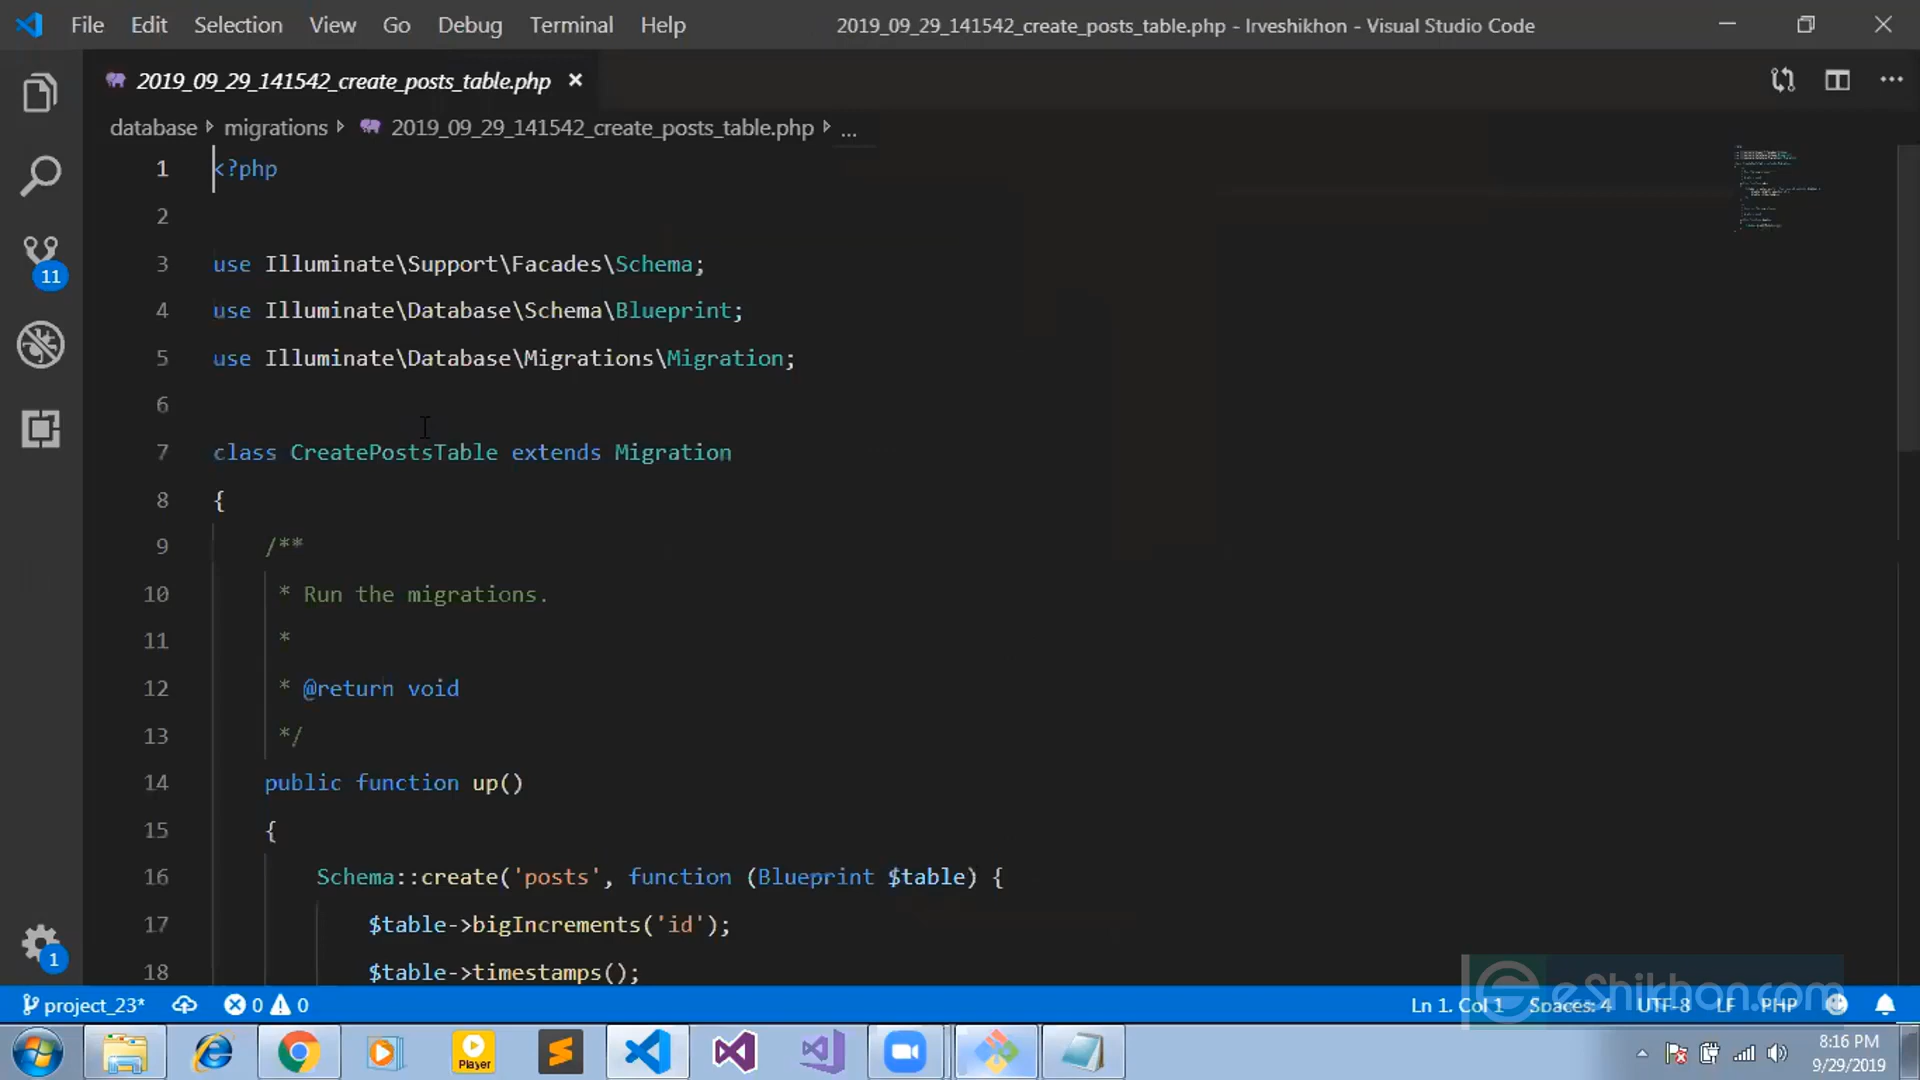 File Edit Selection View Go Debug Terminal Help 2019_09_29_141542_create_posts_table.php - Irveshikhon - Visual Studio Code
2019_09_29_141542_create_posts_table.php ×
database migrations 2019_09_29_141542_create_posts_table.php ...
1 <?php
2
3 use Illuminate\Support\Facades\Schema;
4 use Illuminate\Database\Schema\Blueprint;
5 use Illuminate\Database\Migrations\Migration;
6
7 class CreatePostsTable extends Migration
8 {
9 /**
10 * Run the migrations.
11 *
12 * @return void
13 */
14 public function up()
15 {
16 Schema::create('posts', function (Blueprint $table) {
17 $table->bigIncrements('id');
18 $table->timestamps();
11
1
eShikhon.com
project_23* 0 0 Ln 1, Col 1 Spaces: 4 UTF-8 LF PHP
Player
8:16 PM
9/29/2019